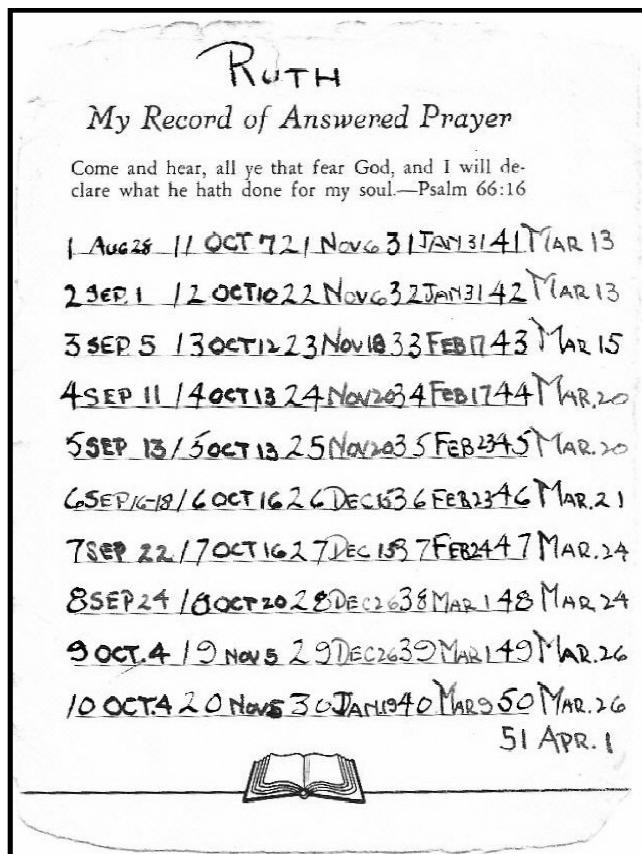 RUTH
My Record of Answered Prayer
Come and hear, all ye that fear God, and I will de-
clare what he hath done for my soul.—Psalm 66:16
1 AUG 28 11 OCT 7 21 NOV 6 31 JAN 31 41 MAR 13
2 SEP. 1 12 OCT 10 22 NOV 6 32 JAN 31 42 MAR 13
3 SEP. 5 13 OCT 12 23 NOV 18 33 FEB 17 43 MAR 15
4 SEP 11 14 OCT 13 24 NOV 20 34 FEB 17 44 MAR. 20
5 SEP 13 15 OCT 13 25 NOV 20 35 FEB 23 45 MAR. 20
6 SEP 16-18 16 OCT 16 26 DEC 15 36 FEB 23 46 MAR. 21
7 SEP 22 17 OCT 16 27 DEC 15 37 FEB 24 47 MAR. 24
8 SEP 24 18 OCT 20 28 DEC 26 38 MAR 1 48 MAR. 24
9 OCT. 4 19 NOV 5 29 DEC 26 39 MAR 1 49 MAR. 26
10 OCT. 4 20 NOV 5 30 JAN. 19 40 MAR 9 50 MAR. 26
51 APR. 1